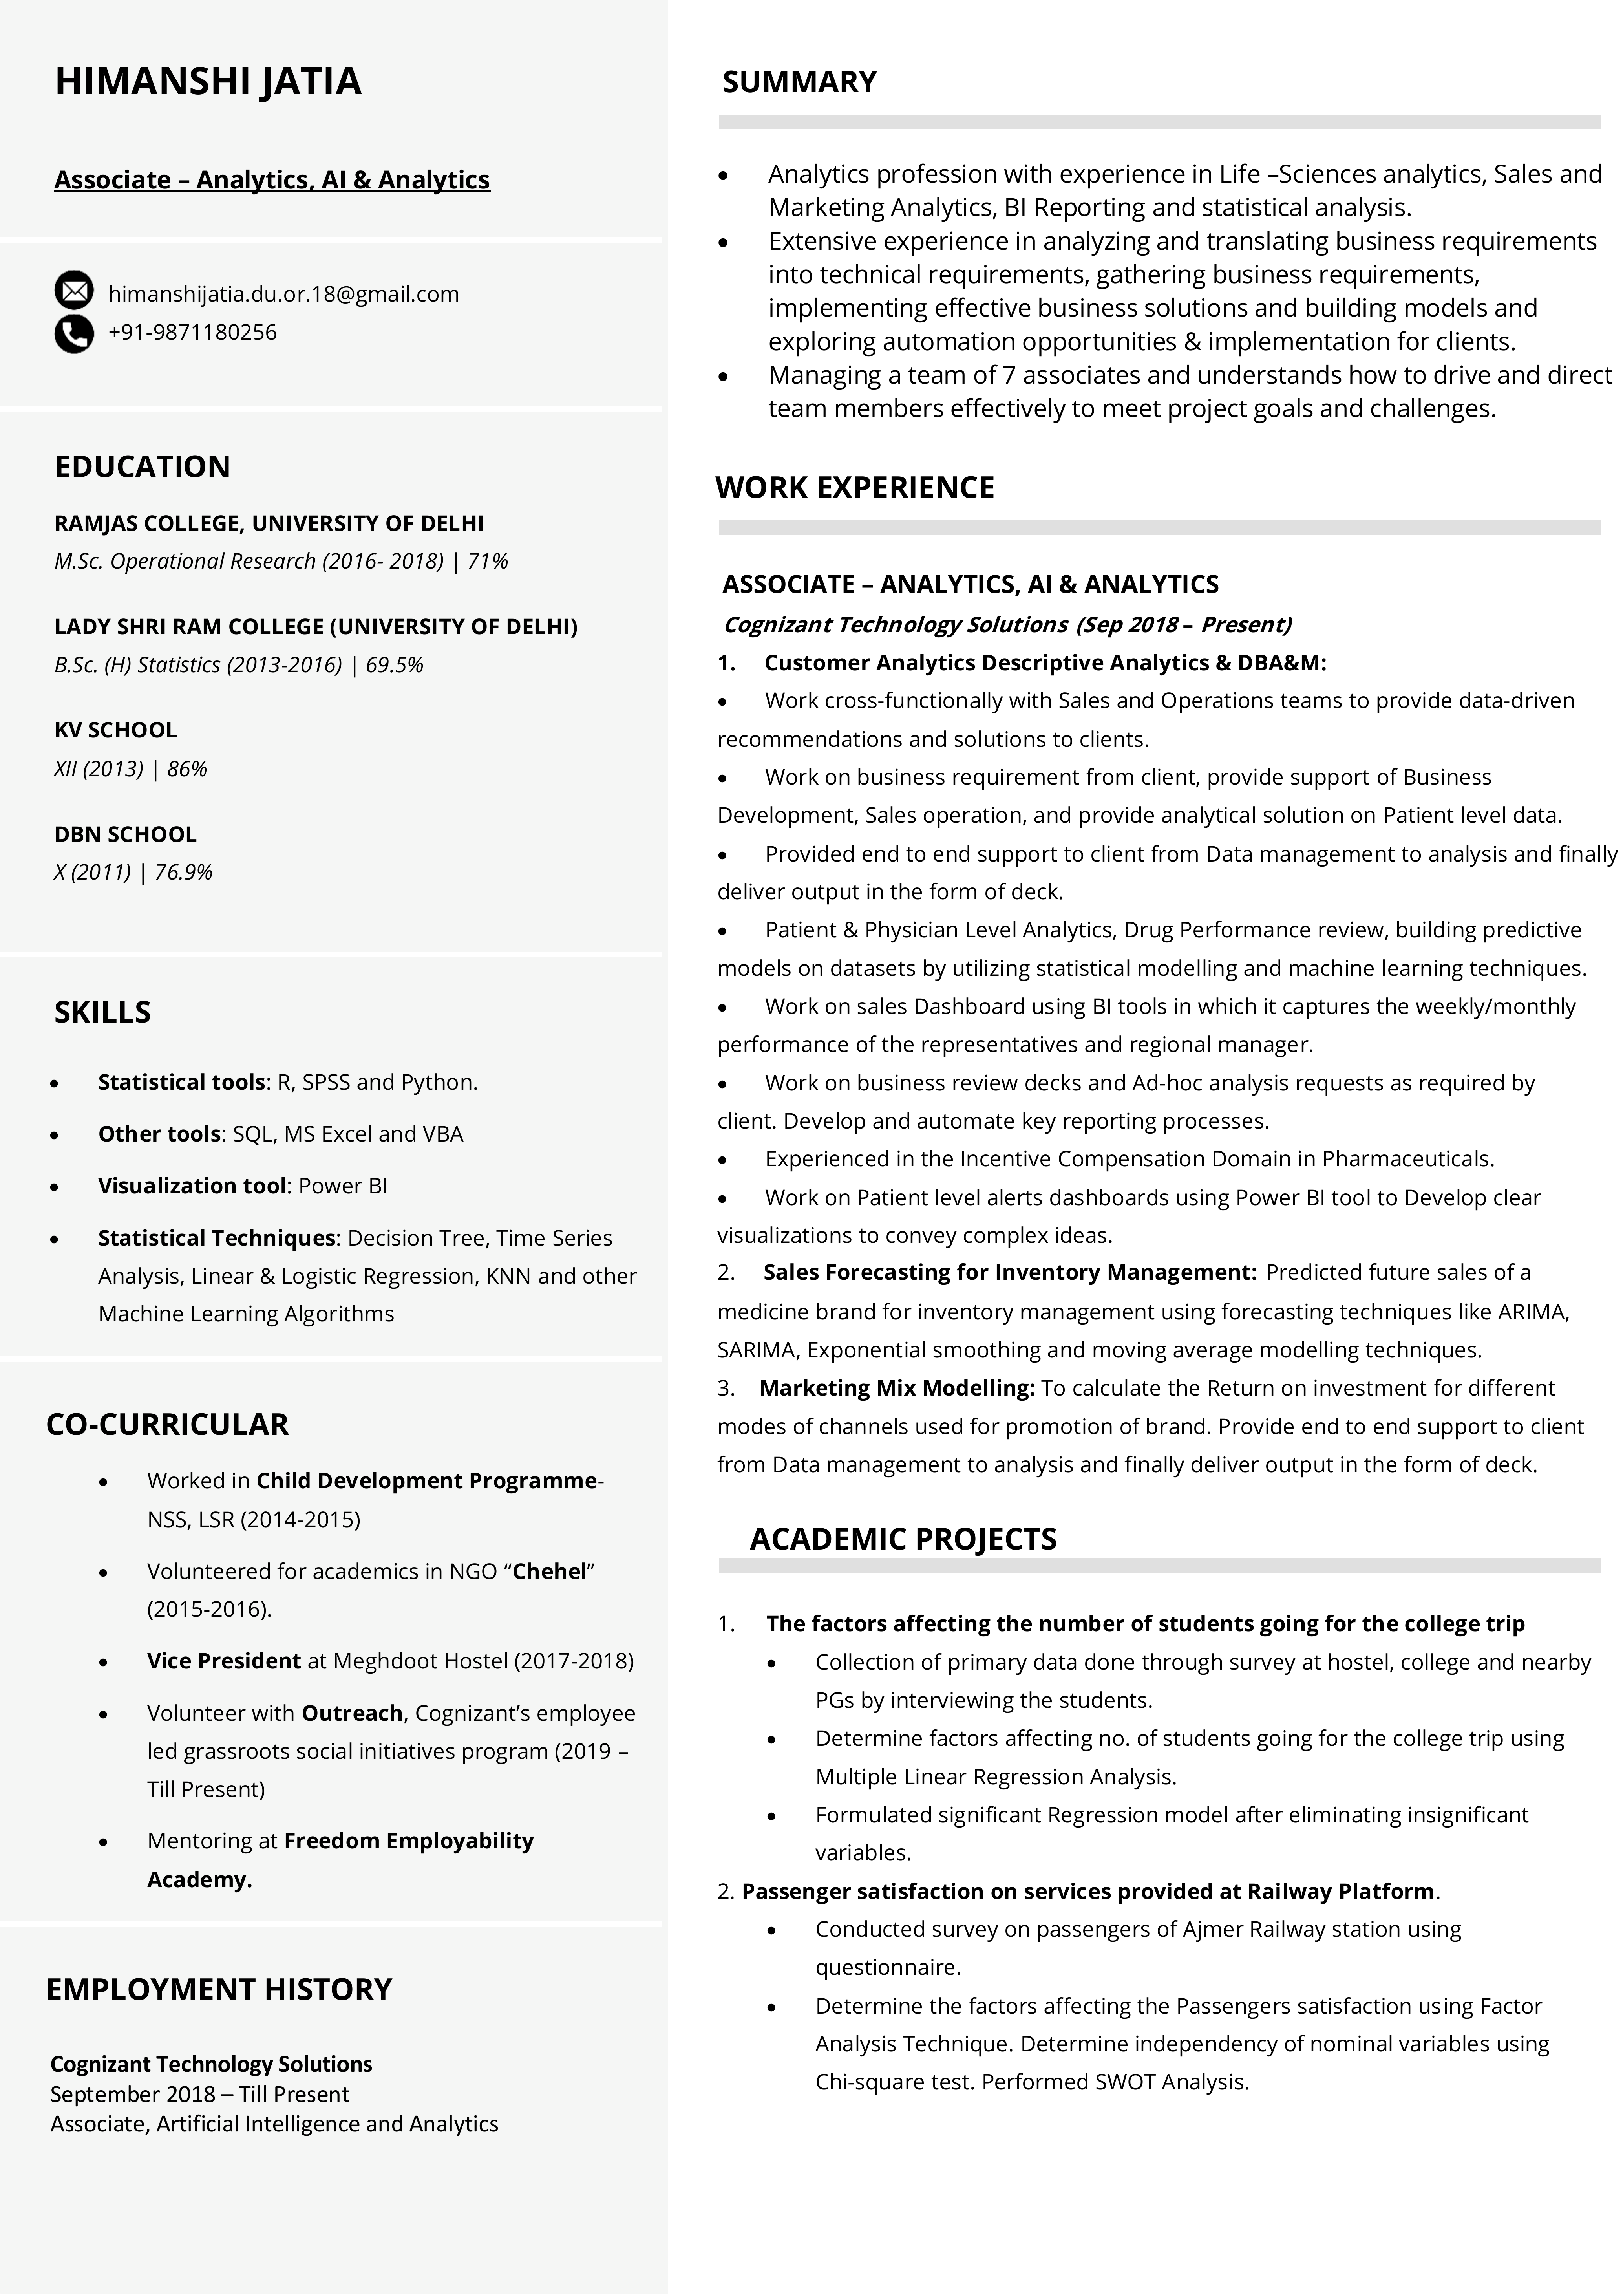 HIMANSHI JATIA
Associate – Analytics, AI & Analytics
himanshijatia.du.or.18@gmail.com
+91-9871180256
EDUCATION
RAMJAS COLLEGE, UNIVERSITY OF DELHI
M.Sc. Operational Research (2016- 2018) | 71%
LADY SHRI RAM COLLEGE (UNIVERSITY OF DELHI)
B.Sc. (H) Statistics (2013-2016) | 69.5%
KV SCHOOL
XII (2013) | 86%
DBN SCHOOL
X (2011) | 76.9%
SKILLS
• Statistical tools: R, SPSS and Python.
• Other tools: SQL, MS Excel and VBA
• Visualization tool: Power BI
• Statistical Techniques: Decision Tree, Time Series
Analysis, Linear & Logistic Regression, KNN and other
Machine Learning Algorithms
CO-CURRICULAR
• Worked in Child Development Programme-
NSS, LSR (2014-2015)
• Volunteered for academics in NGO “Chehel”
(2015-2016).
• Vice President at Meghdoot Hostel (2017-2018)
• Volunteer with Outreach, Cognizant’s employee
led grassroots social initiatives program (2019 –
Till Present)
• Mentoring at Freedom Employability
Academy.
EMPLOYMENT HISTORY
Cognizant Technology Solutions
September 2018 – Till Present
Associate, Artificial Intelligence and Analytics
SUMMARY
• Analytics profession with experience in Life –Sciences analytics, Sales and
Marketing Analytics, BI Reporting and statistical analysis.
• Extensive experience in analyzing and translating business requirements
into technical requirements, gathering business requirements,
implementing effective business solutions and building models and
exploring automation opportunities & implementation for clients.
• Managing a team of 7 associates and understands how to drive and direct
team members effectively to meet project goals and challenges.
WORK EXPERIENCE
ASSOCIATE – ANALYTICS, AI & ANALYTICS
Cognizant Technology Solutions (Sep 2018 – Present)
1. Customer Analytics Descriptive Analytics & DBA&M:
• Work cross-functionally with Sales and Operations teams to provide data-driven
recommendations and solutions to clients.
• Work on business requirement from client, provide support of Business
Development, Sales operation, and provide analytical solution on Patient level data.
• Provided end to end support to client from Data management to analysis and finally
deliver output in the form of deck.
• Patient & Physician Level Analytics, Drug Performance review, building predictive
models on datasets by utilizing statistical modelling and machine learning techniques.
• Work on sales Dashboard using BI tools in which it captures the weekly/monthly
performance of the representatives and regional manager.
• Work on business review decks and Ad-hoc analysis requests as required by
client. Develop and automate key reporting processes.
• Experienced in the Incentive Compensation Domain in Pharmaceuticals.
• Work on Patient level alerts dashboards using Power BI tool to Develop clear
visualizations to convey complex ideas.
2. Sales Forecasting for Inventory Management: Predicted future sales of a
medicine brand for inventory management using forecasting techniques like ARIMA,
SARIMA, Exponential smoothing and moving average modelling techniques.
3. Marketing Mix Modelling: To calculate the Return on investment for different
modes of channels used for promotion of brand. Provide end to end support to client
from Data management to analysis and finally deliver output in the form of deck.
ACADEMIC PROJECTS
1. The factors affecting the number of students going for the college trip
• Collection of primary data done through survey at hostel, college and nearby
PGs by interviewing the students.
• Determine factors affecting no. of students going for the college trip using
Multiple Linear Regression Analysis.
• Formulated significant Regression model after eliminating insignificant
variables.
2. Passenger satisfaction on services provided at Railway Platform.
• Conducted survey on passengers of Ajmer Railway station using
questionnaire.
• Determine the factors affecting the Passengers satisfaction using Factor
Analysis Technique. Determine independency of nominal variables using
Chi-square test. Performed SWOT Analysis.